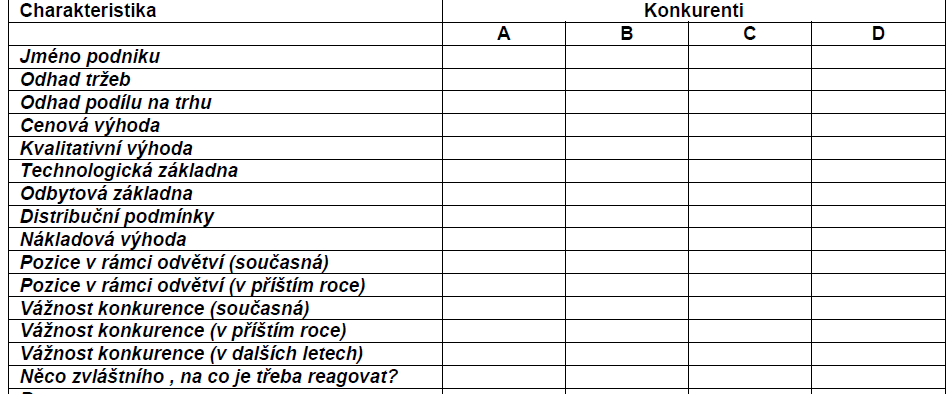 Charakteristika Konkurenti
A B C D
Jméno podniku
Odhad tržeb
Odhad podílu na trhu
Cenová výhoda
Kvalitativní výhoda
Technologická základna
Odbytová základna
Distribuční podmínky
Nákladová výhoda
Pozice v rámci odvětví (současná)
Pozice v rámci odvětví (v příštím roce)
Vážnost konkurence (současná)
Vážnost konkurence (v příštím roce)
Vážnost konkurence (v dalších letech)
Něco zvláštního , na co je třeba reagovat?